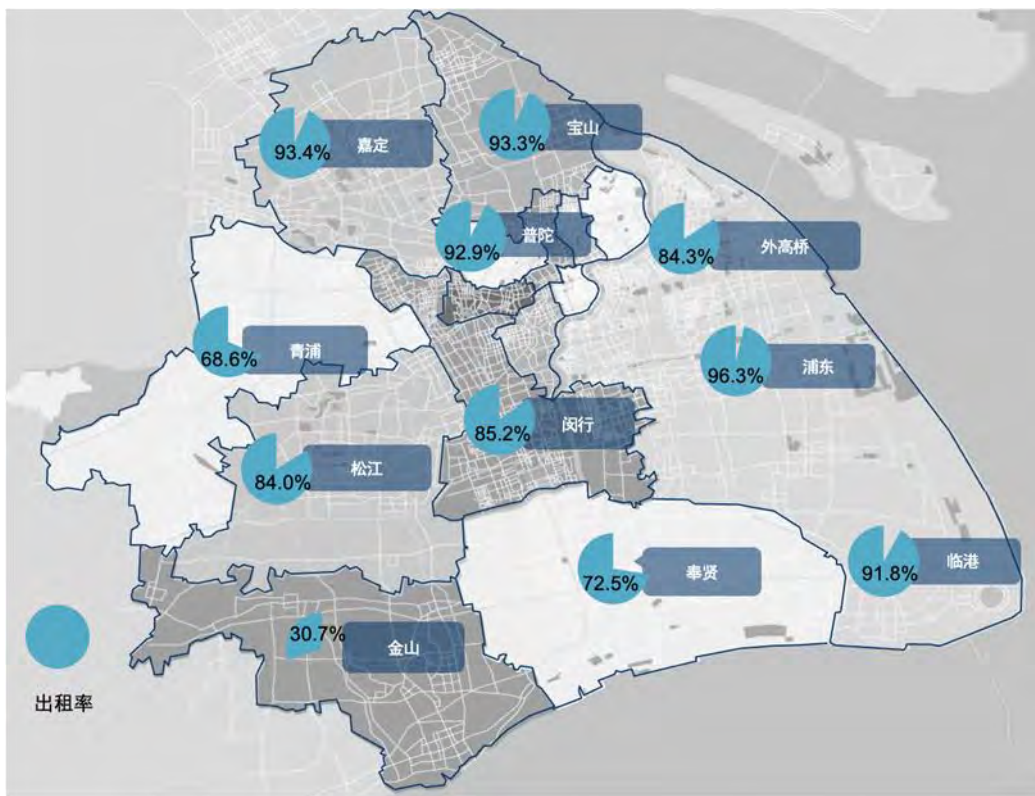 宝山
93.3%
嘉定
93.4%
普陀
92.9%
外高桥
84.3%
青浦
68.6%
浦东
96.3%
闵行
85.2%
松江
84.0%
临港
91.8%
奉贤
72.5%
30.7%
金山
出租率